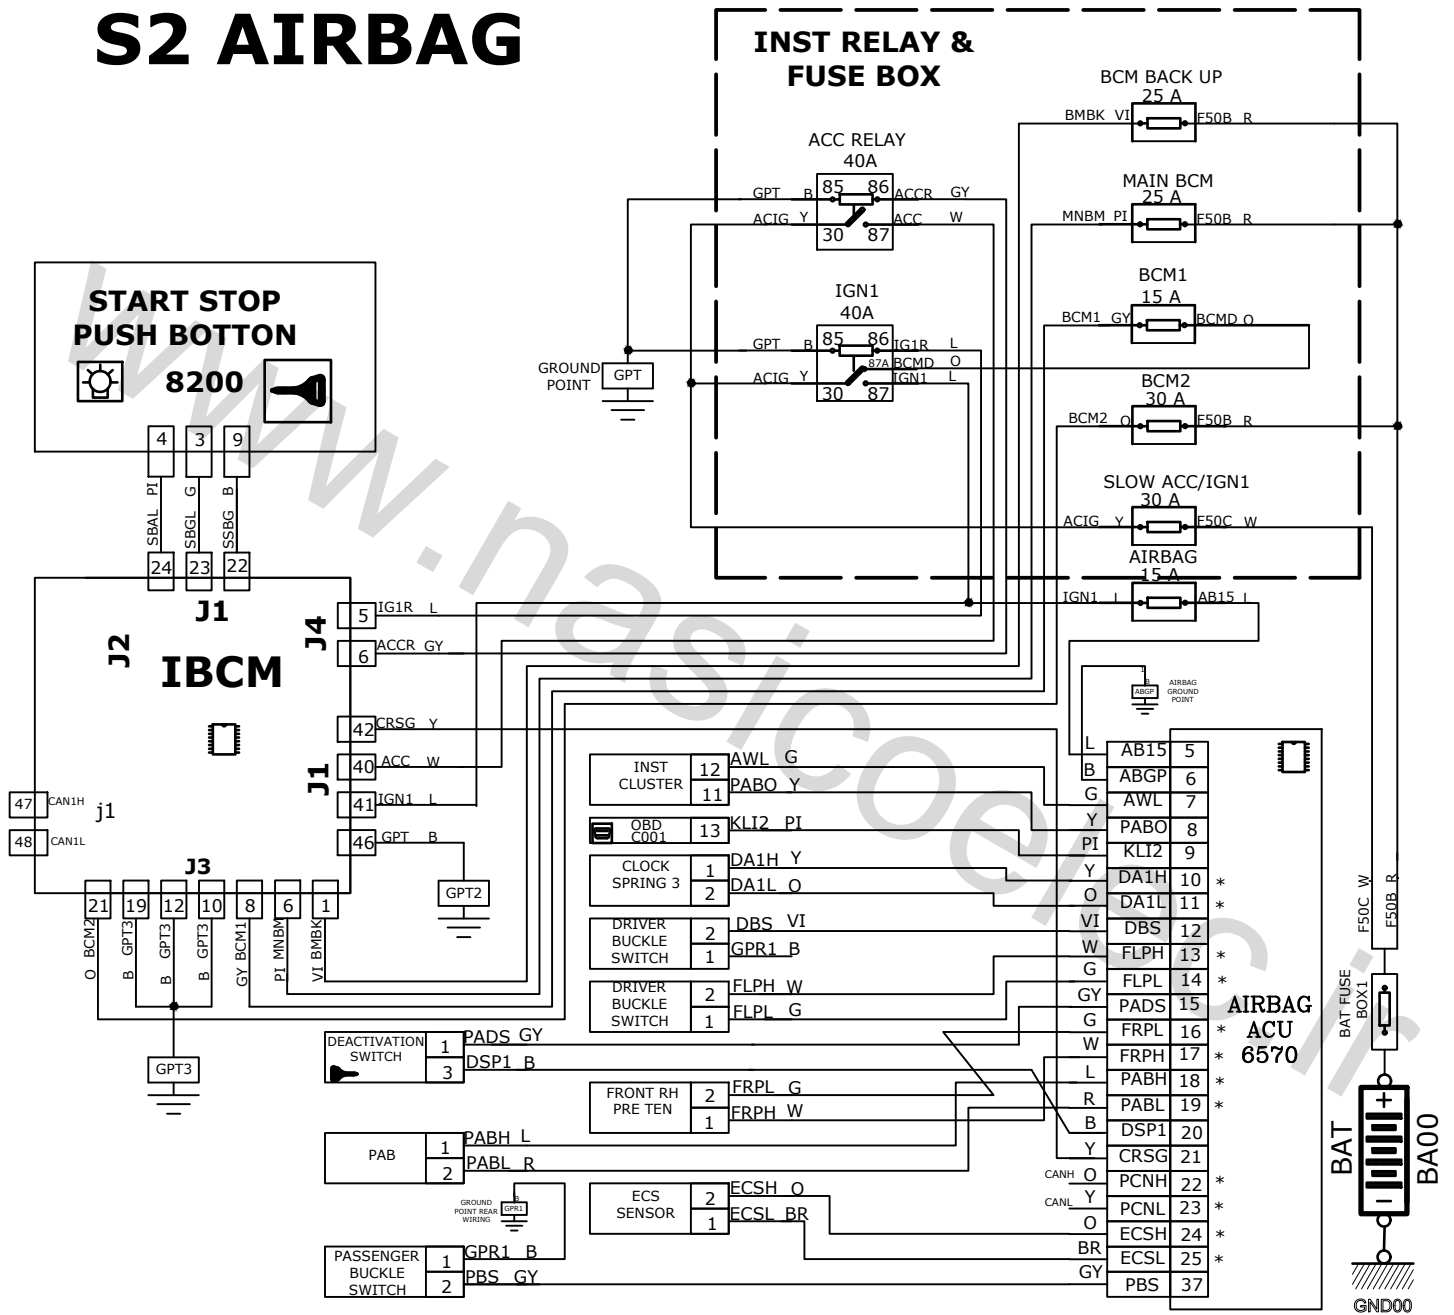 S2 AIRBAG
INST RELAY &
FUSE BOX
ACC RELAY
40A
85 86
30 87
GPT B
ACCR GY
ACIG Y
ACC W
IGN1
40A
85 86
87A
30 87
GPT B
IG1R L
BCMD O
ACIG Y
IGN1 L
GROUND
POINT
GPT
BCM BACK UP
25 A
BMBK VI
F50B R
MAIN BCM
25 A
MNBM PI
F50B R
BCM1
15 A
BCM1 GY
BCMD O
BCM2
30 A
BCM2 O
F50B R
SLOW ACC/IGN1
30 A
ACIG Y
F50C W
AIRBAG
15 A
IGN1 L
AB15 L
START STOP
PUSH BOTTON
8200
4 3 9
SBAL PI
SBGL G
SSBG B
24 23 22
J1
J2
J4
IBCM
J1
j1
J3
5 IG1R L
6 ACCR GY
42 CRSG Y
40 ACC W
41 IGN1 L
46 GPT B
47 CAN1H
48 CAN1L
GPT2
21 19 12 10 8 6 1
O BCM2
B GPT3
B GPT3
B GPT3
GY BCM1
PI MNBM
VI BMBK
GPT3
1
B
ABGP
AIRBAG
GROUND
POINT
INST
CLUSTER
12 AWL G
11 PABO Y
OBD
C001
13 KLI2 PI
CLOCK
SPRING 3
1 DA1H Y
2 DA1L O
DRIVER
BUCKLE
SWITCH
2 DBS VI
1 GPR1 B
DRIVER
BUCKLE
SWITCH
2 FLPH W
1 FLPL G
DEACTIVATION
SWITCH
1 PADS GY
3 DSP1 B
FRONT RH
PRE TEN
2 FRPL G
1 FRPH W
PAB
1 PABH L
2 PABL R
GROUND
POINT REAR
WIRING
B
GPR1
ECS
SENSOR
2 ECSH O
1 ECSL BR
PASSENGER
BUCKLE
SWITCH
1 GPR1 B
2 PBS GY
L AB15 5
B ABGP 6
G AWL 7
Y PABO 8
PI KLI2 9
Y DA1H 10 *
O DA1L 11 *
VI DBS 12
W FLPH 13 *
G FLPL 14 *
GY PADS 15
G FRPL 16 *
W FRPH 17 *
L PABH 18 *
R PABL 19 *
B DSP1 20
Y CRSG 21
CANH O PCNH 22 *
CANL Y PCNL 23 *
O ECSH 24 *
BR ECSL 25 *
GY PBS 37
AIRBAG
ACU
6570
F50C W
F50B R
BAT FUSE
BOX1
BAT
BA00
GND00
www.nasicoelec.ir